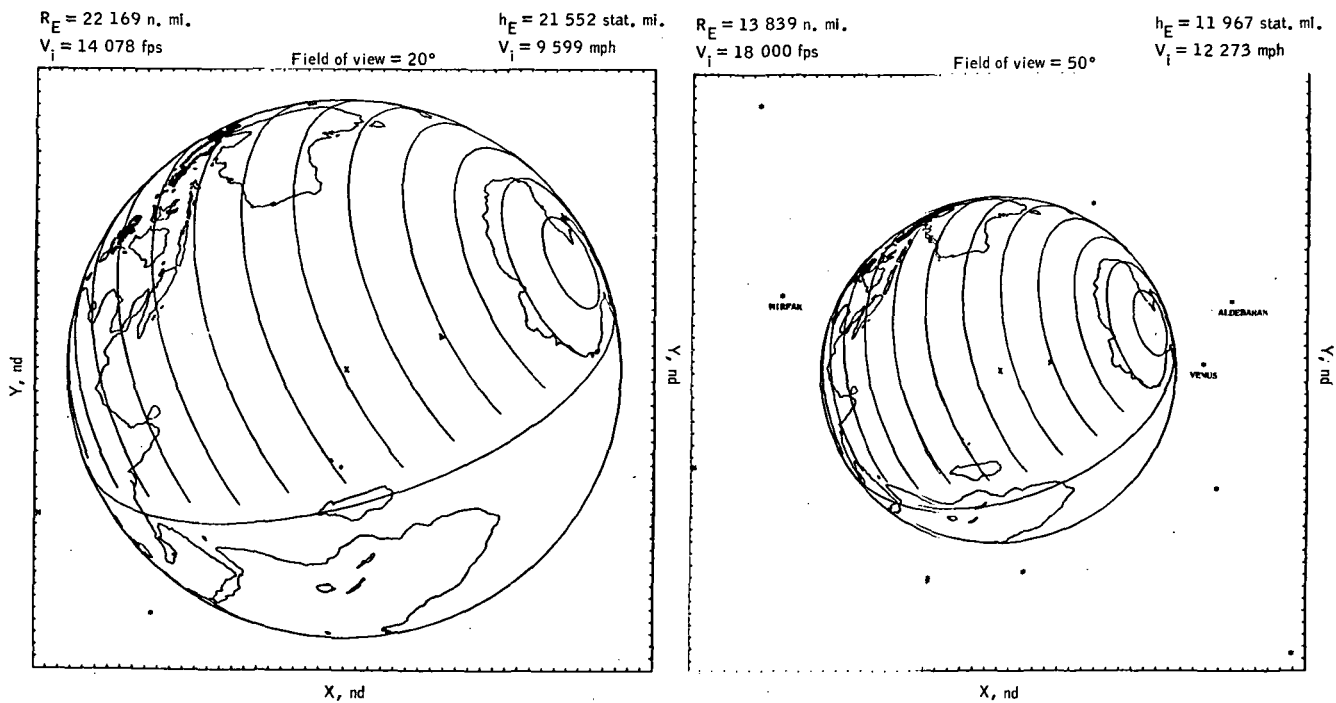 R_E = 22 169 n. mi.
h_E = 21 552 stat. mi.
V_i = 14 078 fps
V_i = 9 599 mph
Field of view = 20°
Y, nd
Y, nd
X, nd
R_E = 13 839 n. mi.
h_E = 11 967 stat. mi.
V_i = 18 000 fps
V_i = 12 273 mph
Field of view = 50°
MIRFAK
ALDEBARAN
VENUS
Y, nd
X, nd